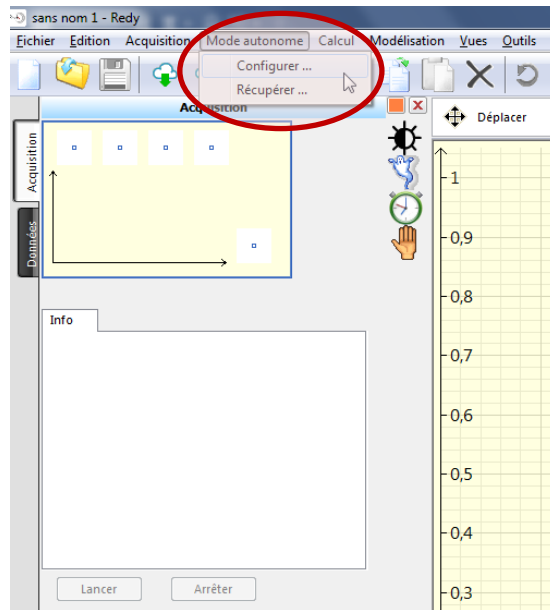 sans nom 1 - Redy
Fichier Edition Acquisition Mode autonome Calcul Modélisation Vues Outils
Configurer ...
Récupérer ...
Acquisition
Déplacer
Acquisition
Données
Info
Lancer Arrêter
1
0,9
0,8
0,7
0,6
0,5
0,4
0,3